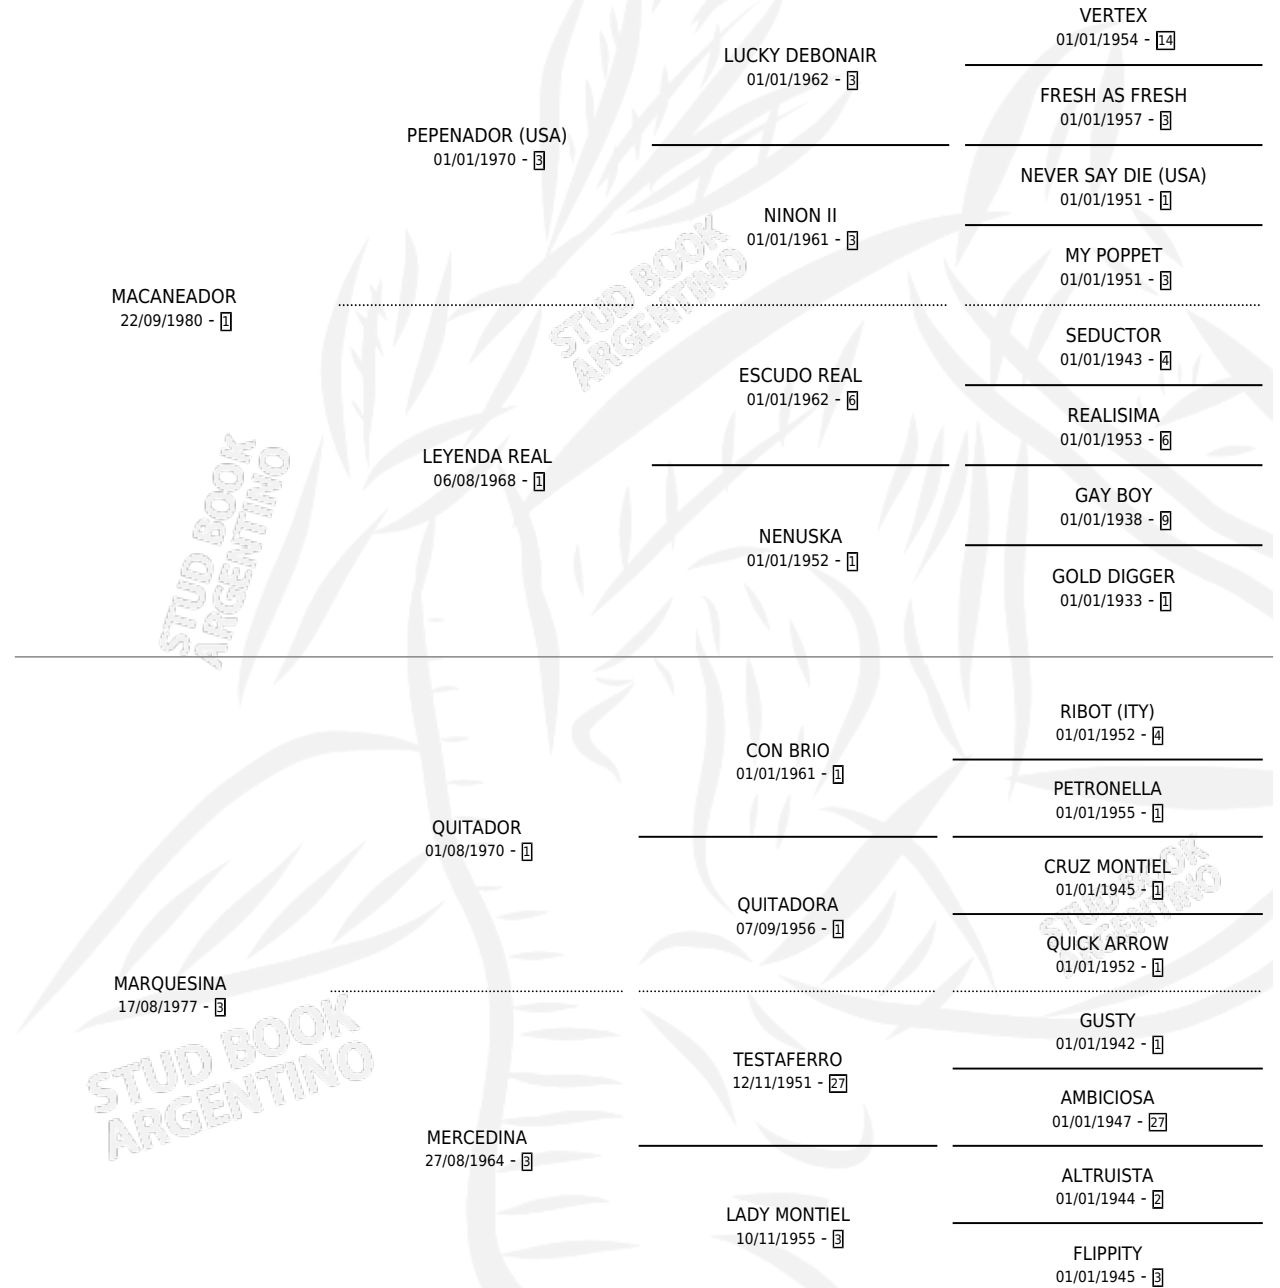 VERTEX
01/01/1954 - 14
LUCKY DEBONAIR
01/01/1962 - 3
FRESH AS FRESH
01/01/1957 - 3
PEPENADOR (USA)
01/01/1970 - 3
NEVER SAY DIE (USA)
01/01/1951 - 1
NINON II
01/01/1961 - 3
MY POPPET
01/01/1951 - 3
MACANEADOR
22/09/1980 - 1
SEDUCTOR
01/01/1943 - 4
ESCUDO REAL
01/01/1962 - 6
REALISIMA
01/01/1953 - 6
LEYENDA REAL
06/08/1968 - 1
GAY BOY
01/01/1938 - 9
NENUSKA
01/01/1952 - 1
GOLD DIGGER
01/01/1933 - 1
RIBOT (ITY)
01/01/1952 - 4
CON BRIO
01/01/1961 - 1
PETRONELLA
01/01/1955 - 1
QUITADOR
01/08/1970 - 1
CRUZ MONTIEL
01/01/1945 - 1
QUITADORA
07/09/1956 - 1
QUICK ARROW
01/01/1952 - 1
MARQUESINA
17/08/1977 - 3
GUSTY
01/01/1942 - 1
TESTAFERRO
12/11/1951 - 27
AMBICIOSA
01/01/1947 - 27
MERCEDINA
27/08/1964 - 3
ALTRUISTA
01/01/1944 - 2
LADY MONTIEL
10/11/1955 - 3
FLIPPITY
01/01/1945 - 3
STUD BOOK
ARGENTINO
STUD BOOK
ARGENTINO
STUD BOOK
ARGENTINO
STUD BOOK
ARGENTINO